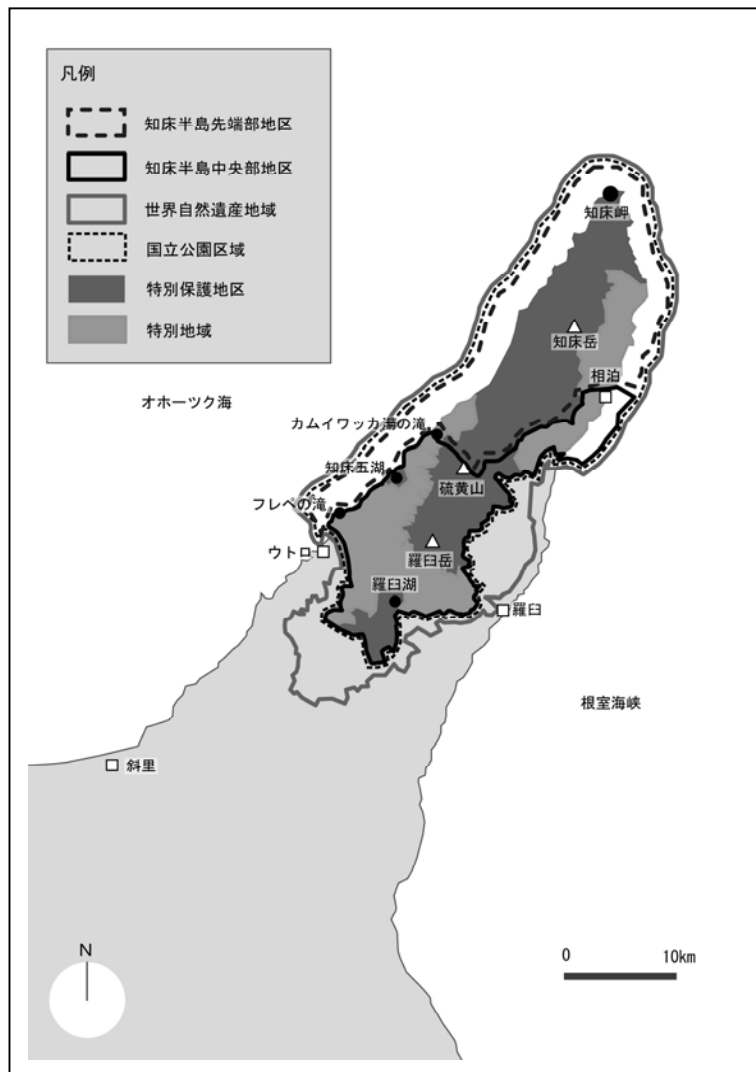 凡例
知床半島先端部地区
知床半島中央部地区
世界自然遺産地域
国立公園区域
特別保護地区
特別地域
知床岬
知床岳
相泊
オホーツク海
カムイワッカ湯の滝
知床五湖
硫黄山
フレペの滝
ウトロ
羅臼岳
羅臼湖
羅臼
根室海峡
斜里
N
0 10km